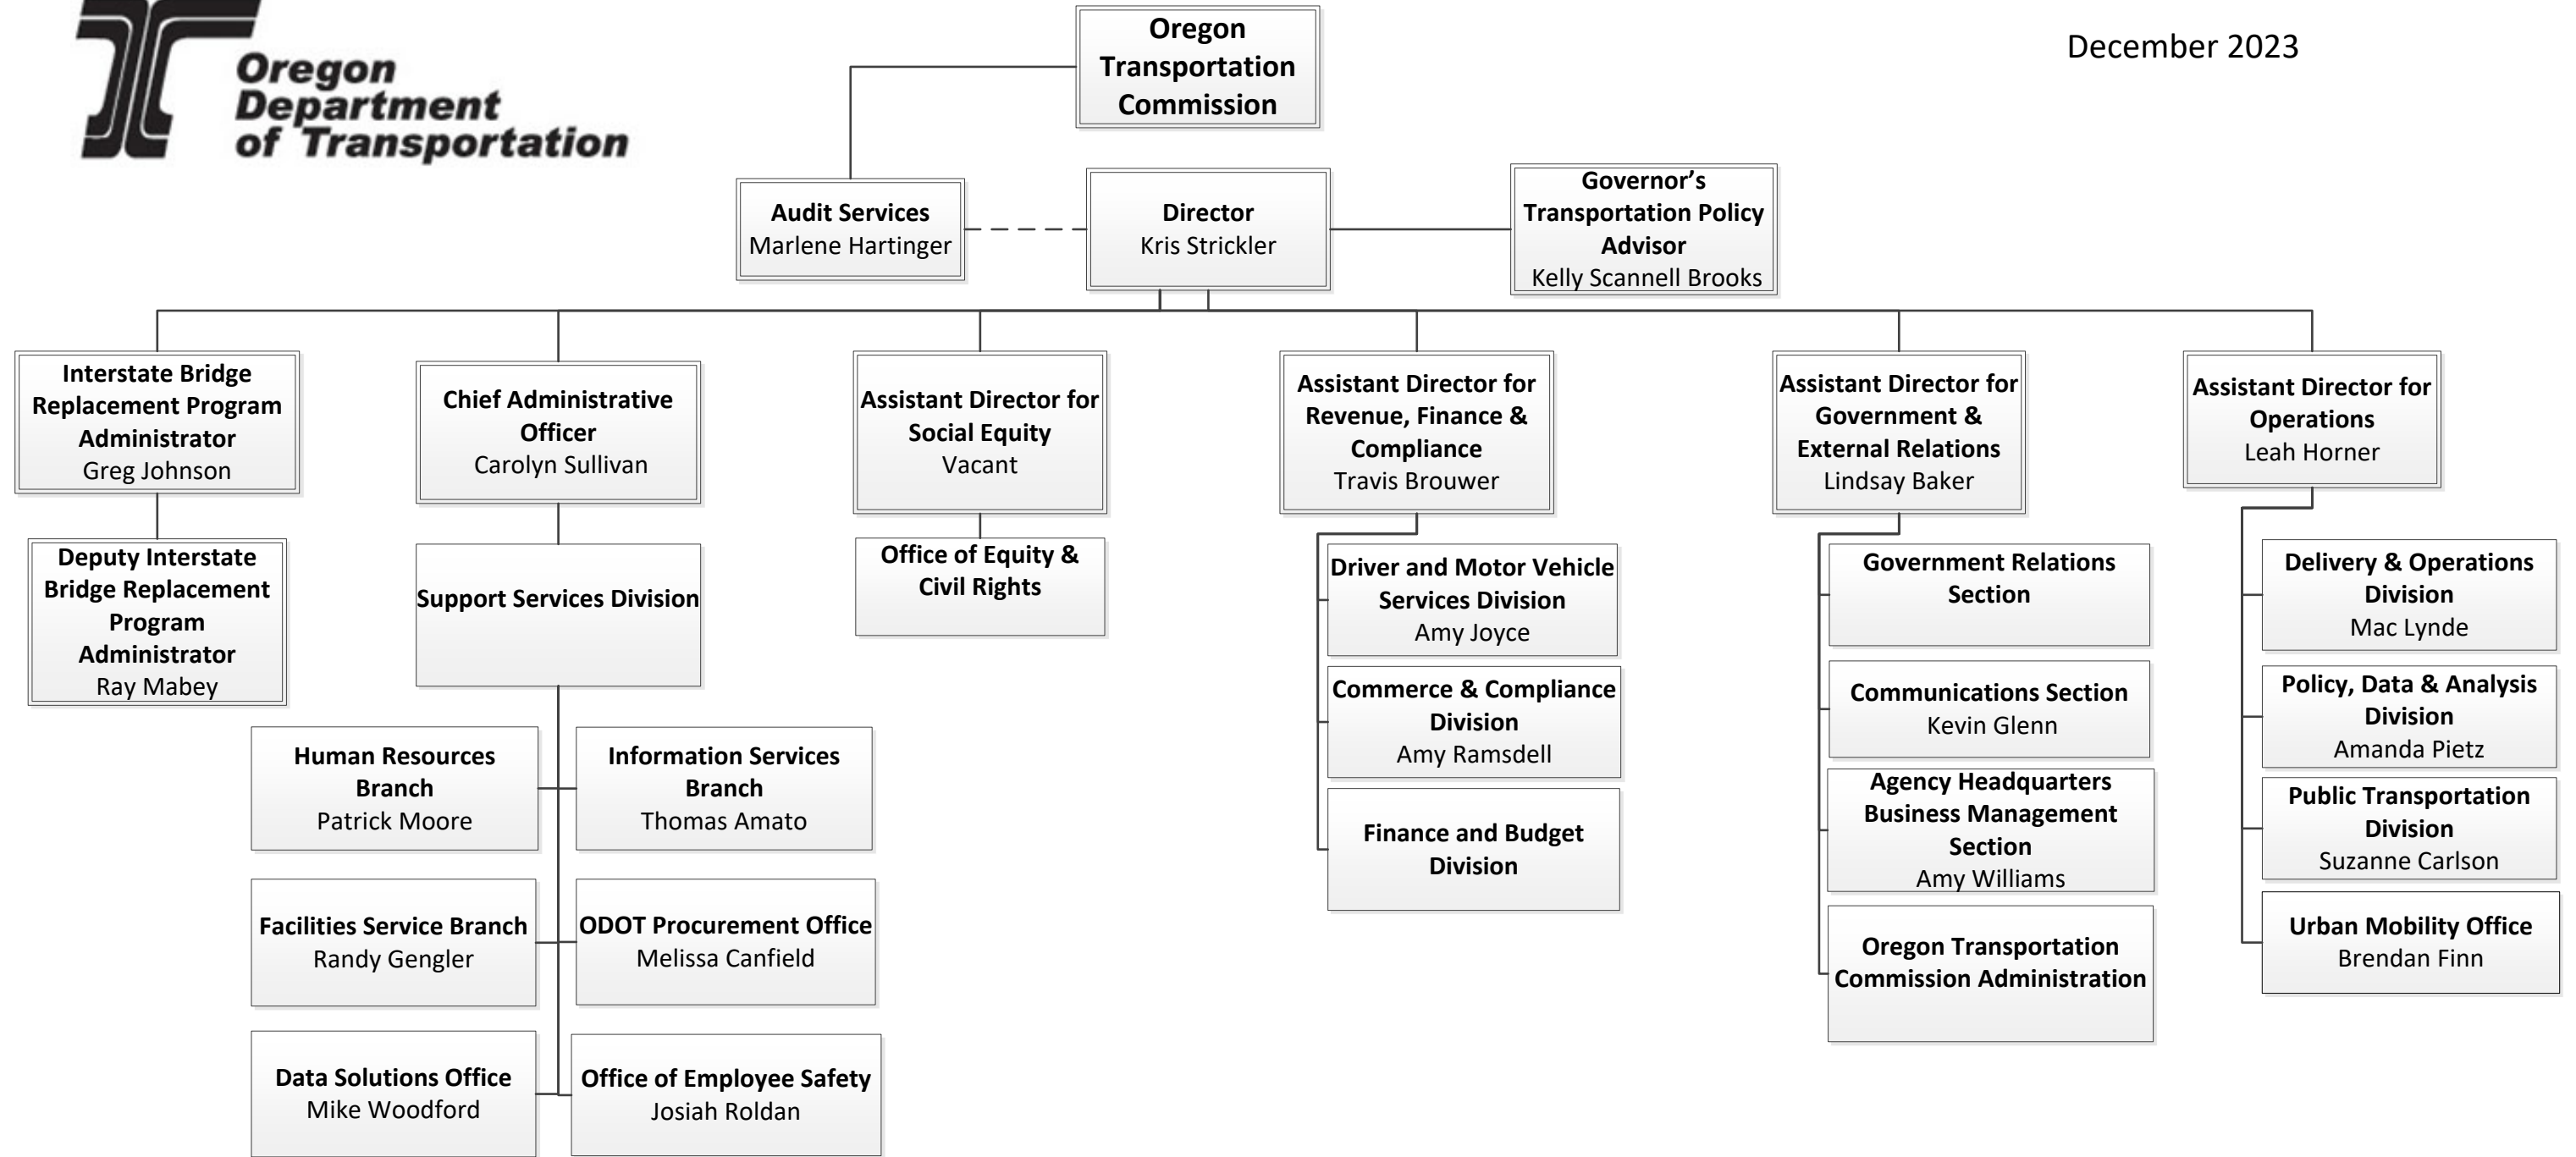 Oregon
Department
of Transportation
Oregon
Transportation
Commission
December 2023
Audit Services
Marlene Hartinger
Director
Kris Strickler
Governor’s
Transportation Policy
Advisor
Kelly Scannell Brooks
Interstate Bridge
Replacement Program
Administrator
Greg Johnson
Chief Administrative
Officer
Carolyn Sullivan
Assistant Director for
Social Equity
Vacant
Assistant Director for
Revenue, Finance &
Compliance
Travis Brouwer
Assistant Director for
Government &
External Relations
Lindsay Baker
Assistant Director for
Operations
Leah Horner
Deputy Interstate
Bridge Replacement
Program
Administrator
Ray Mabey
Support Services Division
Office of Equity &
Civil Rights
Driver and Motor Vehicle
Services Division
Amy Joyce
Commerce & Compliance
Division
Amy Ramsdell
Finance and Budget
Division
Government Relations
Section
Communications Section
Kevin Glenn
Agency Headquarters
Business Management
Section
Amy Williams
Oregon Transportation
Commission Administration
Delivery & Operations
Division
Mac Lynde
Policy, Data & Analysis
Division
Amanda Pietz
Public Transportation
Division
Suzanne Carlson
Urban Mobility Office
Brendan Finn
Human Resources
Branch
Patrick Moore
Information Services
Branch
Thomas Amato
Facilities Service Branch
Randy Gengler
ODOT Procurement Office
Melissa Canfield
Data Solutions Office
Mike Woodford
Office of Employee Safety
Josiah Roldan